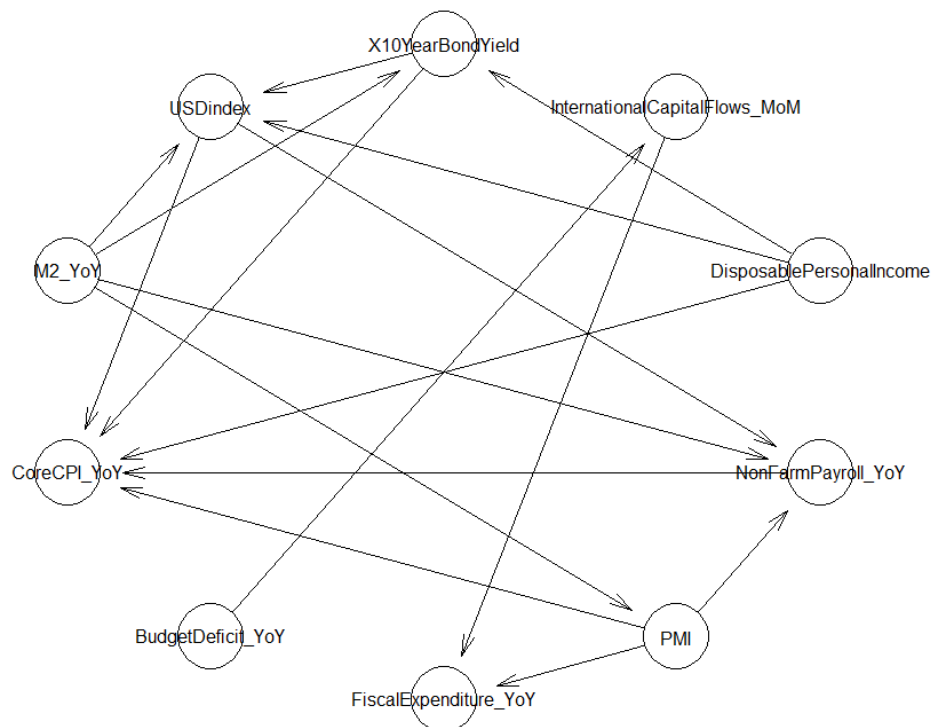 X10YearBondYield
USDindex
InternationalCapitalFlows_MoM
M2_YoY
DisposablePersonalIncome
CoreCPI_YoY
NonFarmPayroll_YoY
BudgetDeficit_YoY
PMI
FiscalExpenditure_YoY